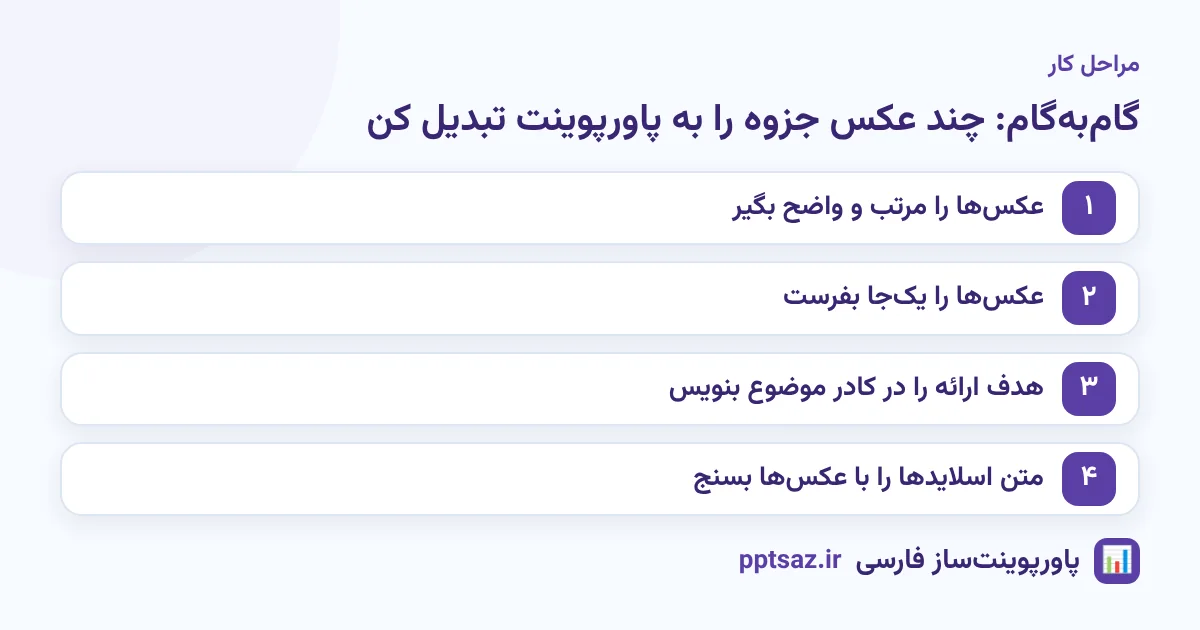 مراحل کار
گام‌به‌گام: چند عکس جزوه را به پاورپوینت تبدیل کن
۱ عکس‌ها را مرتب و واضح بگیر
۲ عکس‌ها را یک‌جا بفرست
۳ هدف ارائه را در کادر موضوع بنویس
۴ متن اسلایدها را با عکس‌ها بسنج
پاورپوینت‌ساز فارسی pptsaz.ir